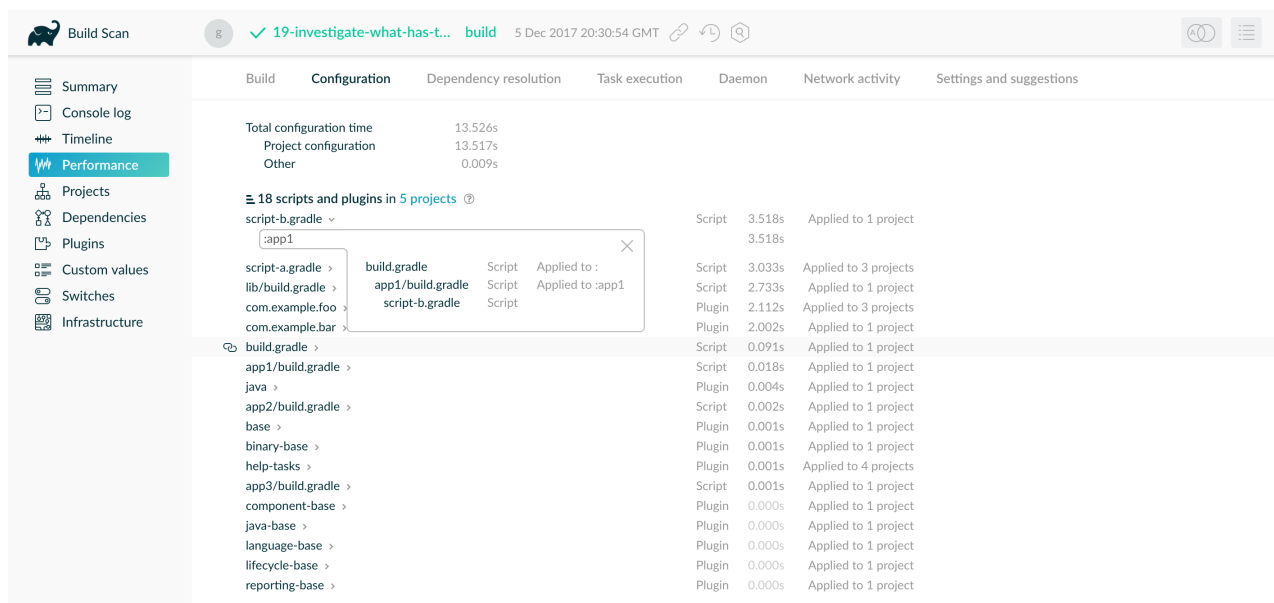 Build Scan
g
19-investigate-what-has-t... build 5 Dec 2017 20:30:54 GMT
Summary
Console log
Timeline
Performance
Projects
Dependencies
Plugins
Custom values
Switches
Infrastructure
Build Configuration Dependency resolution Task execution Daemon Network activity Settings and suggestions
Total configuration time 13.526s
Project configuration 13.517s
Other 0.009s
18 scripts and plugins in 5 projects ?
script-b.gradle Script 3.518s Applied to 1 project
:app1 3.518s
build.gradle Script Applied to :
app1/build.gradle Script Applied to :app1
script-b.gradle Script
script-a.gradle Script 3.033s Applied to 3 projects
lib/build.gradle Script 2.733s Applied to 1 project
com.example.foo Plugin 2.112s Applied to 3 projects
com.example.bar Plugin 2.002s Applied to 1 project
build.gradle Script 0.091s Applied to 1 project
app1/build.gradle Script 0.018s Applied to 1 project
java Plugin 0.004s Applied to 1 project
app2/build.gradle Script 0.002s Applied to 1 project
base Plugin 0.001s Applied to 1 project
binary-base Plugin 0.001s Applied to 1 project
help-tasks Plugin 0.001s Applied to 4 projects
app3/build.gradle Script 0.001s Applied to 1 project
component-base Plugin 0.000s Applied to 1 project
java-base Plugin 0.000s Applied to 1 project
language-base Plugin 0.000s Applied to 1 project
lifecycle-base Plugin 0.000s Applied to 1 project
reporting-base Plugin 0.000s Applied to 1 project